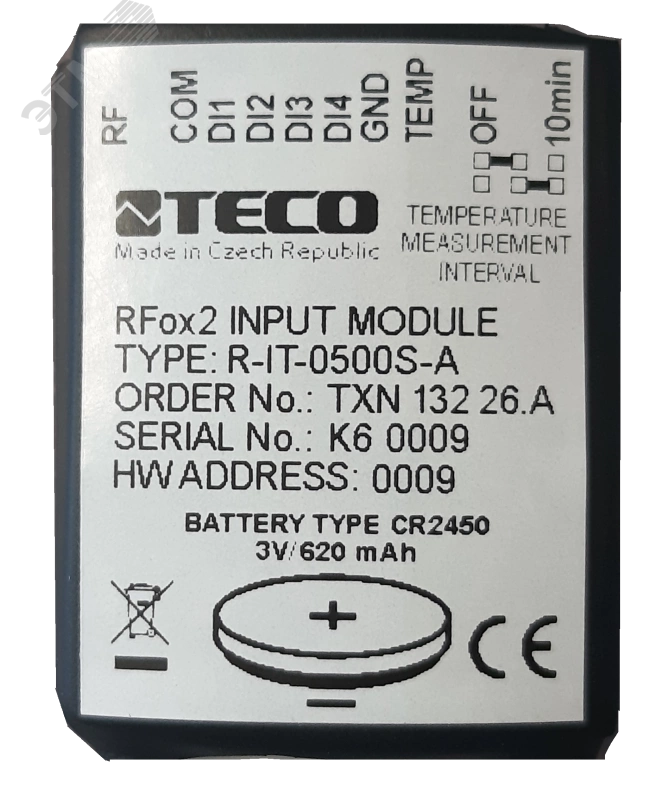 ЭТМ
RF COM DI1 DI2 DI3 DI4 GND TEMP OFF 10min
TECO
Made in Czech Republic
TEMPERATURE
MEASUREMENT
INTERVAL
RFox2 INPUT MODULE
TYPE: R-IT-0500S-A
ORDER No.: TXN 132 26.A
SERIAL No.: K6 0009
HW ADDRESS: 0009
BATTERY TYPE CR2450
3V/620 mAh
+
CE